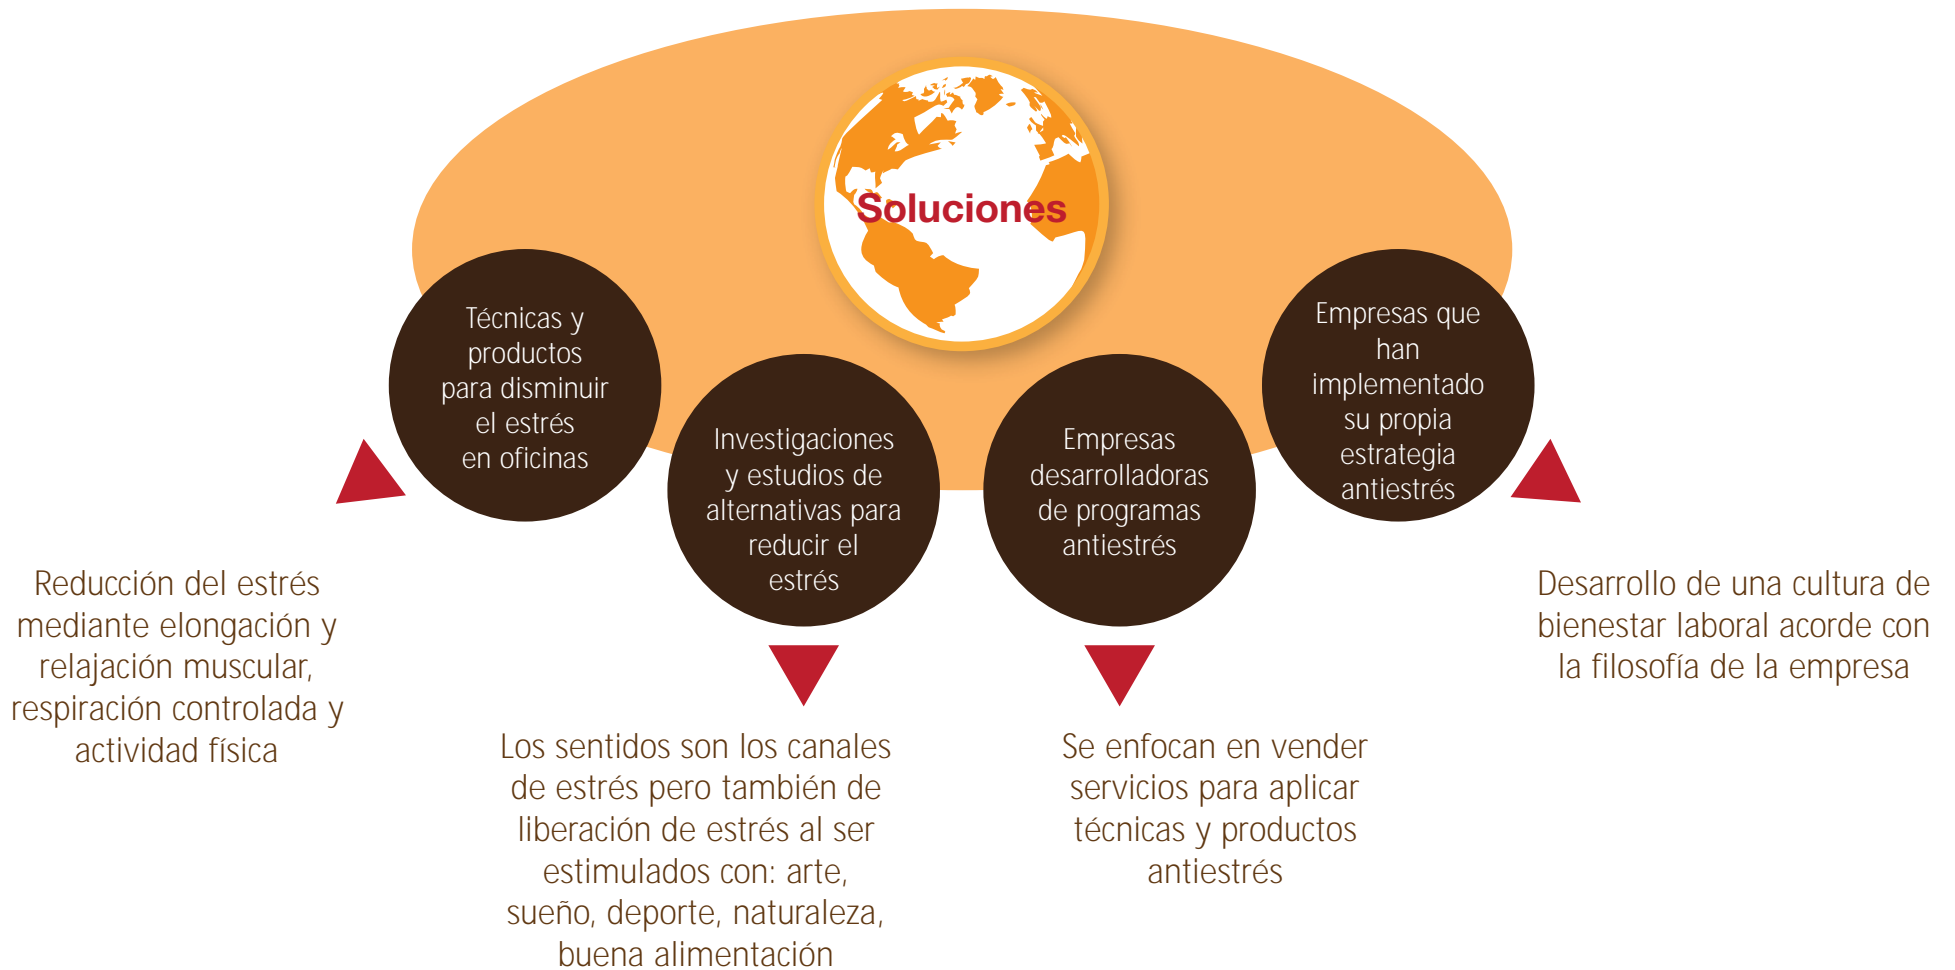 Soluciones
Técnicas y
productos
para disminuir
el estrés
en oficinas
Investigaciones
y estudios de
alternativas para
reducir el
estrés
Empresas
desarrolladoras
de programas
antiestrés
Empresas que
han
implementado
su propia
estrategia
antiestrés
Reducción del estrés
mediante elongación y
relajación muscular,
respiración controlada y
actividad física
Los sentidos son los canales
de estrés pero también de
liberación de estrés al ser
estimulados con: arte,
sueño, deporte, naturaleza,
buena alimentación
Se enfocan en vender
servicios para aplicar
técnicas y productos
antiestrés
Desarrollo de una cultura de
bienestar laboral acorde con
la filosofía de la empresa